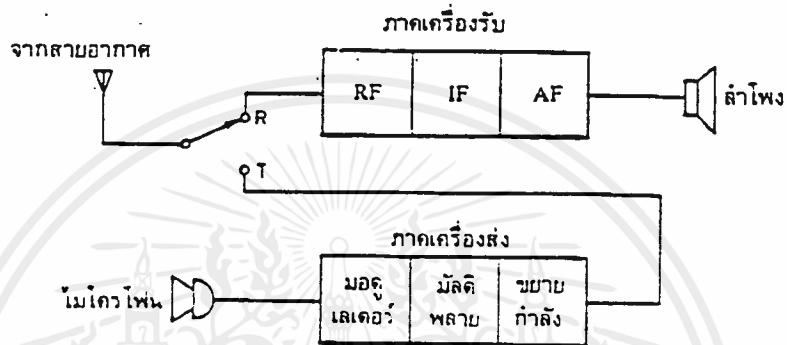 ภาคเครื่องรับ
จากสายอากาศ
RF IF AF
ลำโพง
R
T
ภาคเครื่องส่ง
ไมโครโฟน
มอดู มัลติ ขยาย
เลเตอร์ พลาย กำลัง